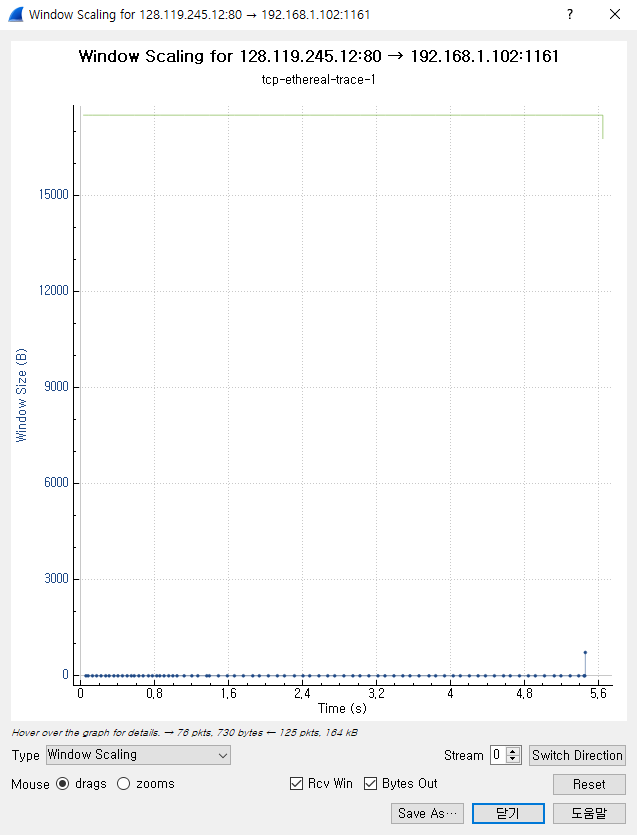 Window Scaling for 128.119.245.12:80 → 192.168.1.102:1161
?
Window Scaling for 128.119.245.12:80 → 192.168.1.102:1161
tcp-ethereal-trace-1
Window Size (B)
15000
12000
9000
6000
3000
0
0 0,8 1,6 2,4 3,2 4 4,8 5,6
Time (s)
Hover over the graph for details. → 76 pkts, 730 bytes ← 125 pkts, 164 kB
Type Window Scaling Stream 0 Switch Direction
Mouse drags zooms Rcv Win Bytes Out Reset
Save As… 닫기 도움말